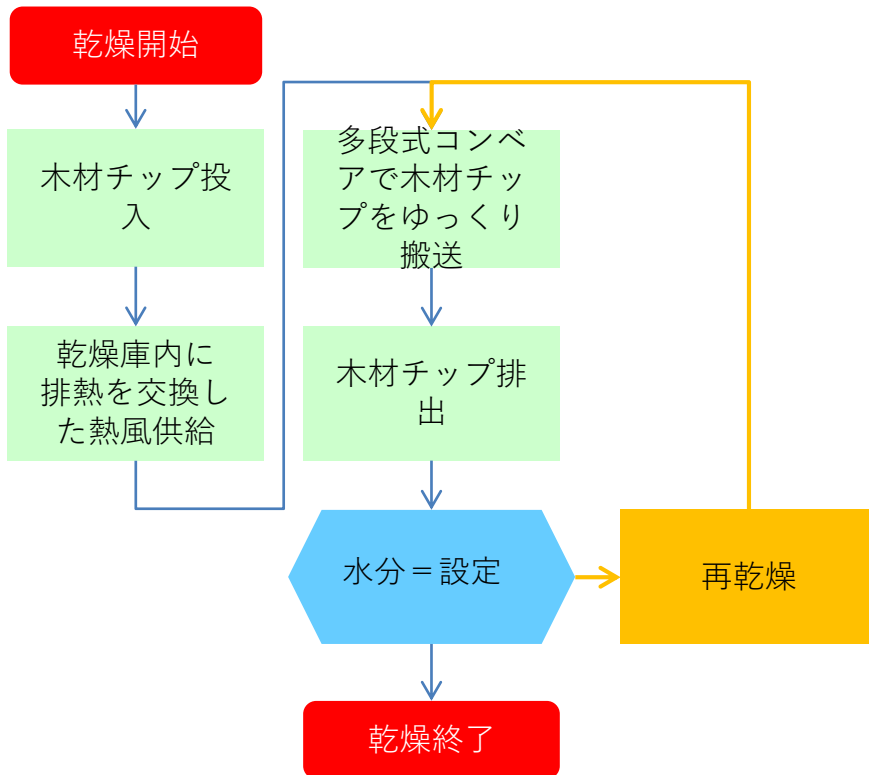 乾燥開始
木材チップ投
入
乾燥庫内に
排熱を交換し
た熱風供給
多段式コンベ
アで木材チッ
プをゆっくり
搬送
木材チップ排
出
水分＝設定
再乾燥
乾燥終了